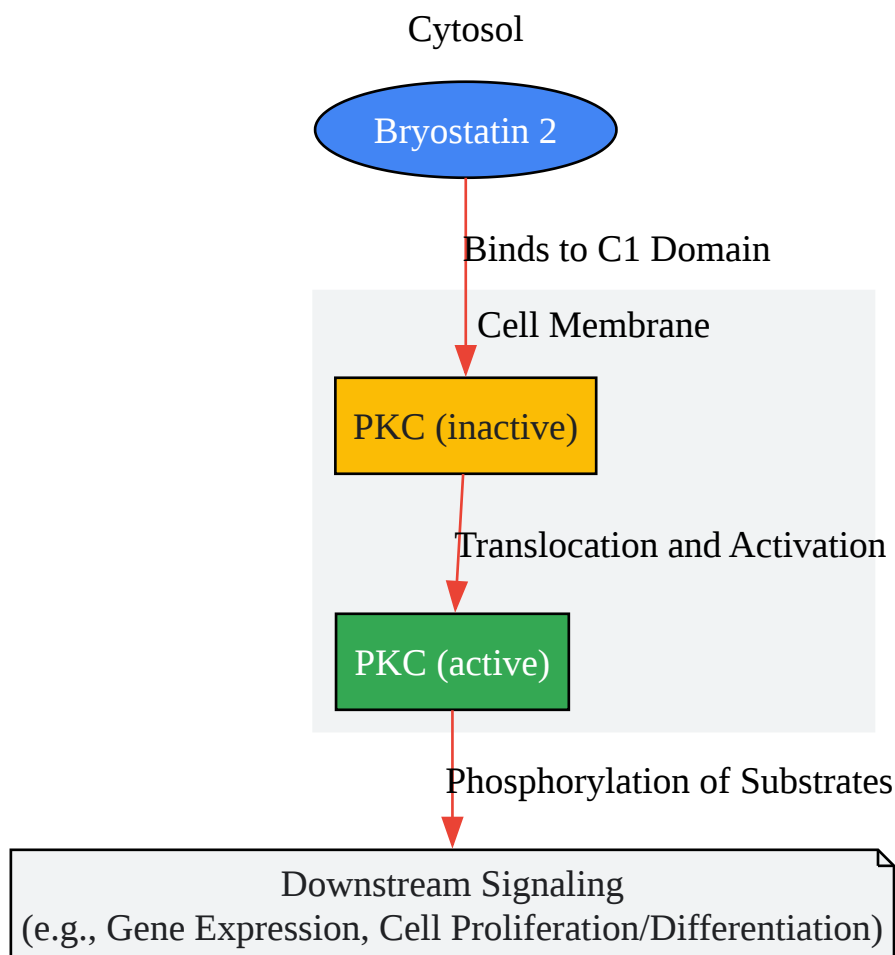 Cytosol
Bryostatin 2
Binds to C1 Domain
Cell Membrane
PKC (inactive)
Translocation and Activation
PKC (active)
Phosphorylation of Substrates
Downstream Signaling
(e.g., Gene Expression, Cell Proliferation/Differentiation)